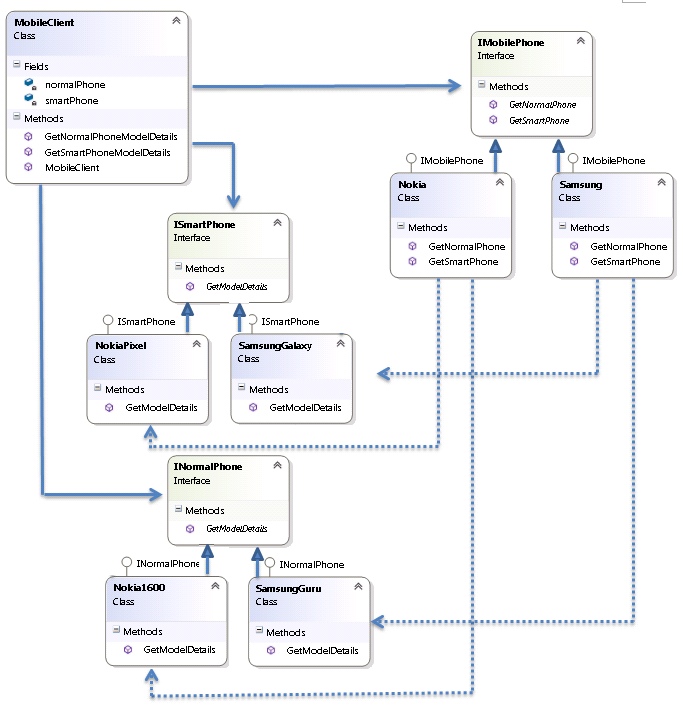 MobileClient
Class
Fields
normalPhone
smartPhone
Methods
GetNormalPhoneModelDetails
GetSmartPhoneModelDetails
MobileClient
IMobilePhone
Interface
Methods
GetNormalPhone
GetSmartPhone
IMobilePhone
Nokia
Class
Methods
GetNormalPhone
GetSmartPhone
IMobilePhone
Samsung
Class
Methods
GetNormalPhone
GetSmartPhone
ISmartPhone
Interface
Methods
GetModelDetails
ISmartPhone
NokiaPixel
Class
Methods
GetModelDetails
ISmartPhone
SamsungGalaxy
Class
Methods
GetModelDetails
INormalPhone
Interface
Methods
GetModelDetails
INormalPhone
Nokia1600
Class
Methods
GetModelDetails
INormalPhone
SamsungGuru
Class
Methods
GetModelDetails